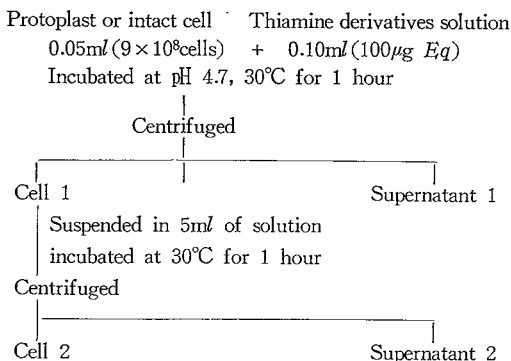 Protoplast or intact cell Thiamine derivatives solution
0.05ml (9×10⁸cells) + 0.10ml (100μg Eq)
Incubated at pH 4.7, 30°C for 1 hour
Centrifuged
Cell 1 Supernatant 1
Suspended in 5ml of solution
incubated at 30°C for 1 hour
Centrifuged
Cell 2 Supernatant 2